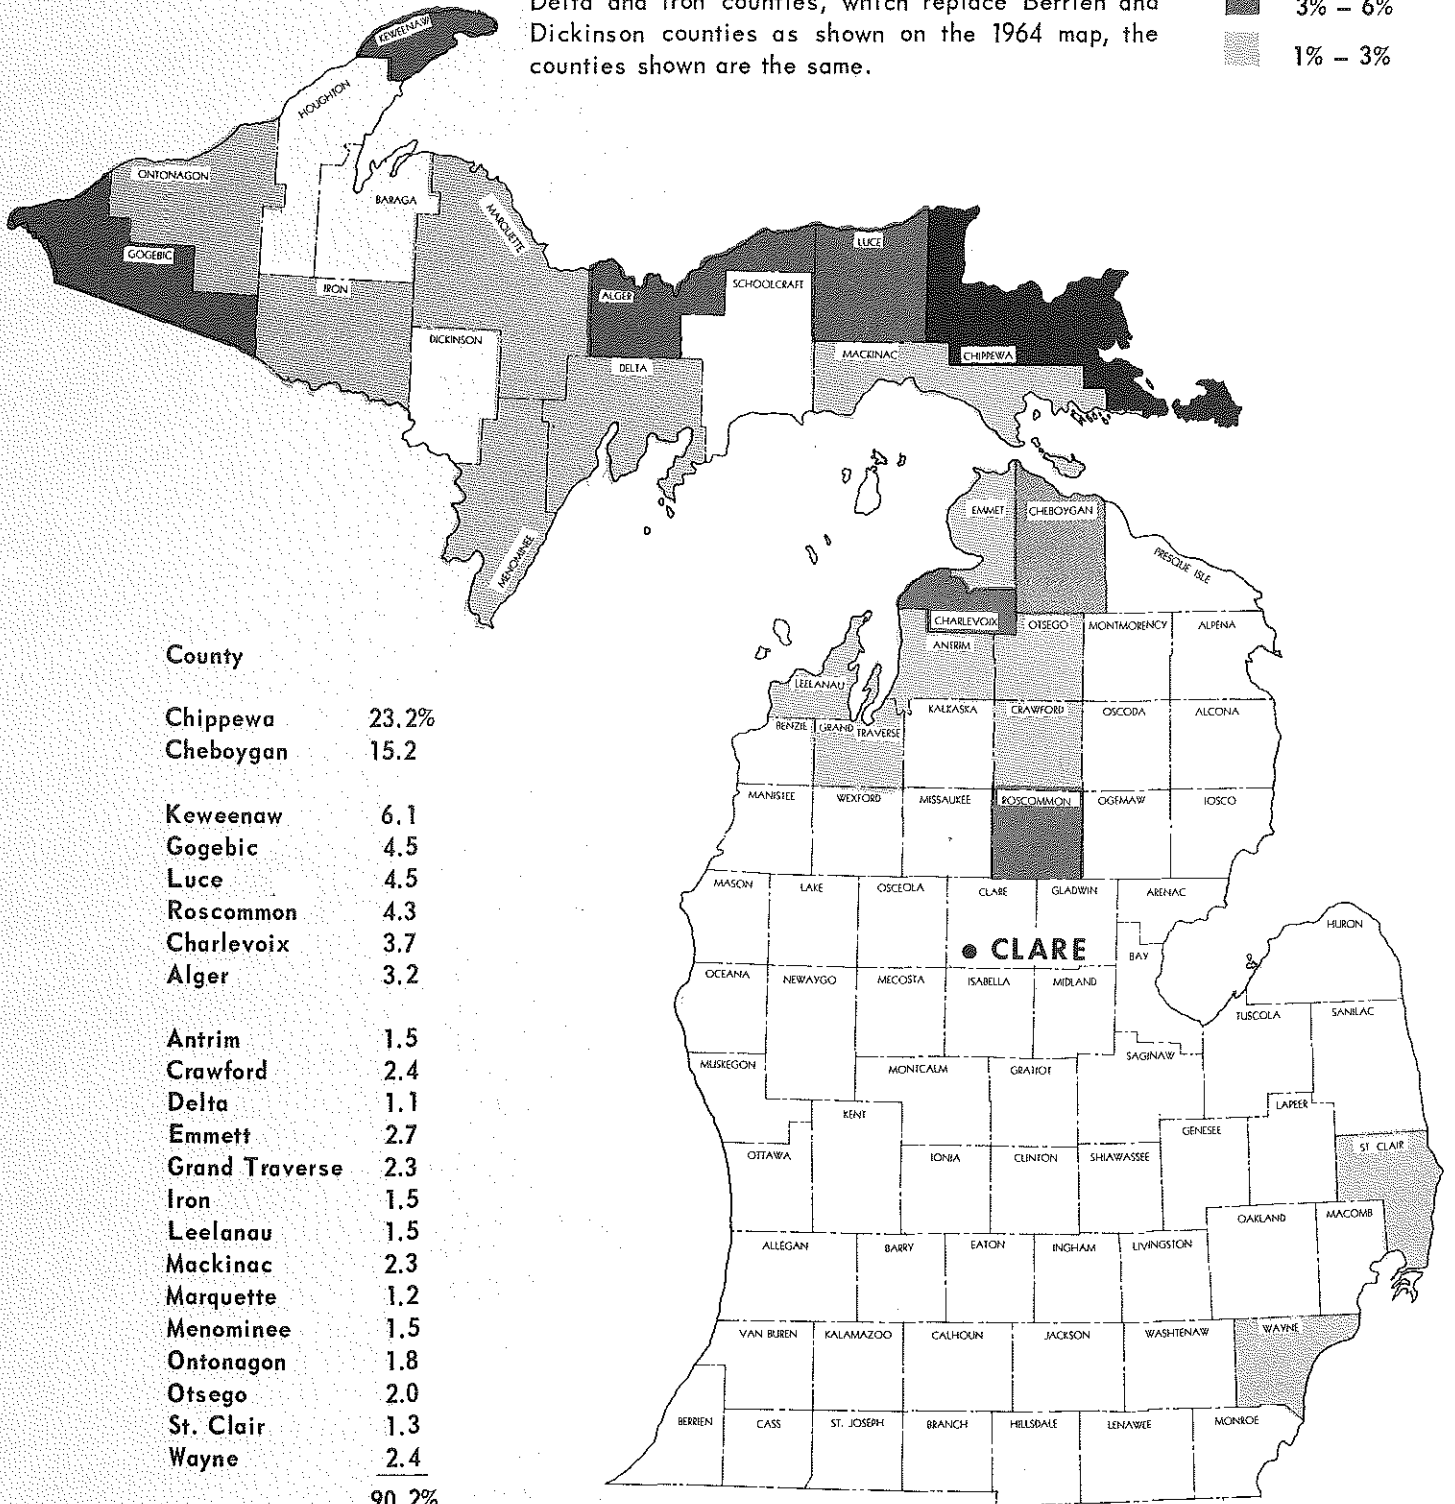 Delta and Iron counties, which replace Berrien and
Dickinson counties as shown on the 1964 map, the
counties shown are the same.
3% – 6%
1% – 3%
KEWEENAW
HOUGHTON
ONTONAGON
BARAGA
MARQUETTE
GOGEBIC
IRON
ALGER
LUCE
SCHOOLCRAFT
DICKINSON
DELTA
MACKINAC
CHIPPEWA
MENOMINEE
EMMET
CHEBOYGAN
PRESQUE ISLE
CHARLEVOIX
OTSEGO
MONTMORENCY
ALPENA
ANTRIM
LEELANAU
BENZIE
GRAND TRAVERSE
KALKASKA
CRAWFORD
OSCODA
ALCONA
MANISTEE
WEXFORD
MISSAUKEE
ROSCOMMON
OGEMAW
IOSCO
MASON
LAKE
OSCEOLA
CLARE
GLADWIN
ARENAC
HURON
• CLARE
BAY
OCEANA
NEWAYGO
MECOSTA
ISABELLA
MIDLAND
TUSCOLA
SANILAC
MUSKEGON
MONTCALM
GRATIOT
SAGINAW
KENT
LAPEER
GENESEE
OTTAWA
IONIA
CLINTON
SHIAWASSEE
ST CLAIR
OAKLAND
MACOMB
ALLEGAN
BARRY
EATON
INGHAM
LIVINGSTON
VAN BUREN
KALAMAZOO
CALHOUN
JACKSON
WASHTENAW
WAYNE
BERRIEN
CASS
ST. JOSEPH
BRANCH
HILLSDALE
LENAWEE
MONROE
County
Chippewa 23.2%
Cheboygan 15.2
Keweenaw 6.1
Gogebic 4.5
Luce 4.5
Roscommon 4.3
Charlevoix 3.7
Alger 3.2
Antrim 1.5
Crawford 2.4
Delta 1.1
Emmett 2.7
Grand Traverse 2.3
Iron 1.5
Leelanau 1.5
Mackinac 2.3
Marquette 1.2
Menominee 1.5
Ontonagon 1.8
Otsego 2.0
St. Clair 1.3
Wayne 2.4
90.2%